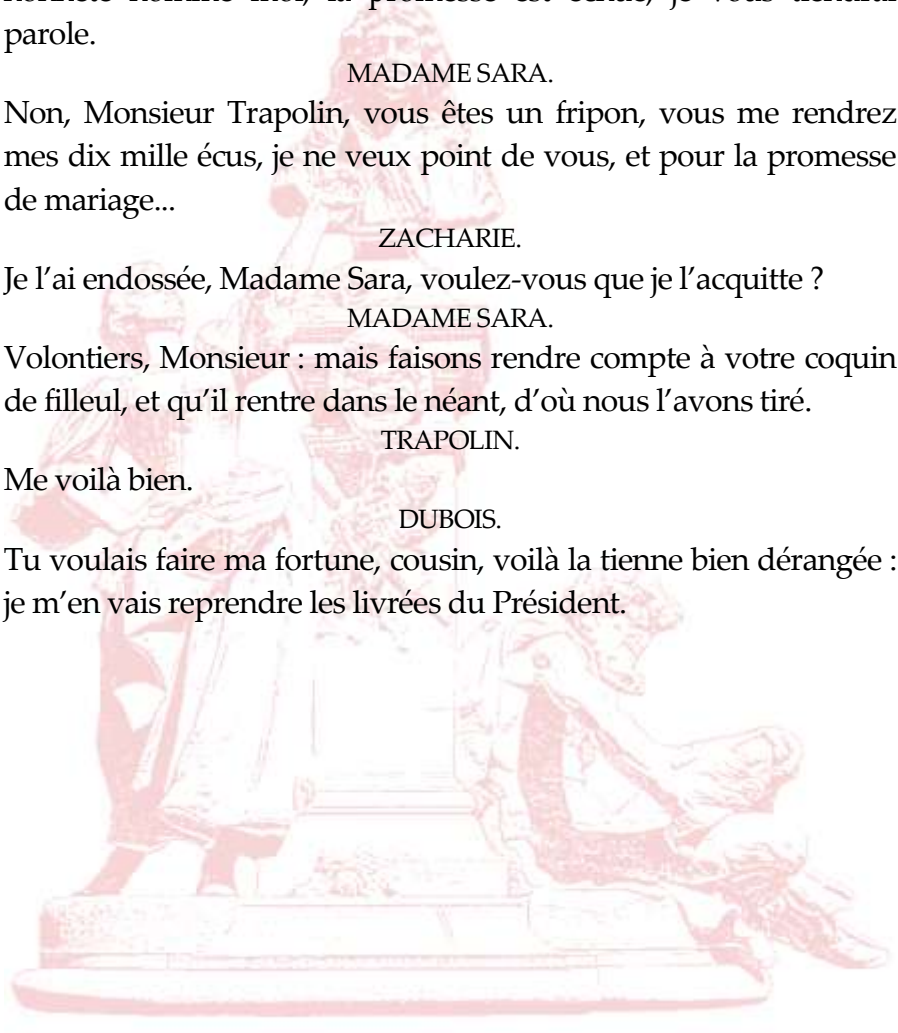 parole.
MADAME SARA.
Non, Monsieur Trapolin, vous êtes un fripon, vous me rendrez
mes dix mille écus, je ne veux point de vous, et pour la promesse
de mariage...
ZACHARIE.
Je l'ai endossée, Madame Sara, voulez-vous que je l'acquitte ?
MADAME SARA.
Volontiers, Monsieur : mais faisons rendre compte à votre coquin
de filleul, et qu'il rentre dans le néant, d'où nous l'avons tiré.
TRAPOLIN.
Me voilà bien.
DUBOIS.
Tu voulais faire ma fortune, cousin, voilà la tienne bien dérangée :
je m'en vais reprendre les livrées du Président.